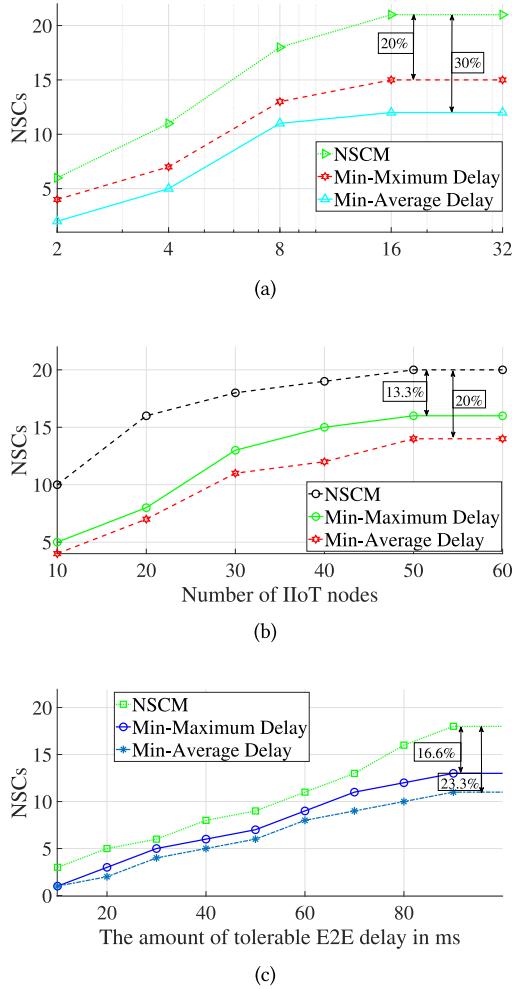 (a)
20
15
10
5
NSCs
20%
30%
NSCM
Min-Mximum Delay
Min-Average Delay
2 4 8 16 32
(a)
20
15
10
5
NSCs
13.3%
20%
NSCM
Min-Maximum Delay
Min-Average Delay
10 20 30 40 50 60
Number of IIoT nodes
(b)
20
15
10
5
0
NSCs
NSCM
Min-Maximum Delay
Min-Average Delay
16.6%
23.3%
20 40 60 80
The amount of tolerable E2E delay in ms
(c)